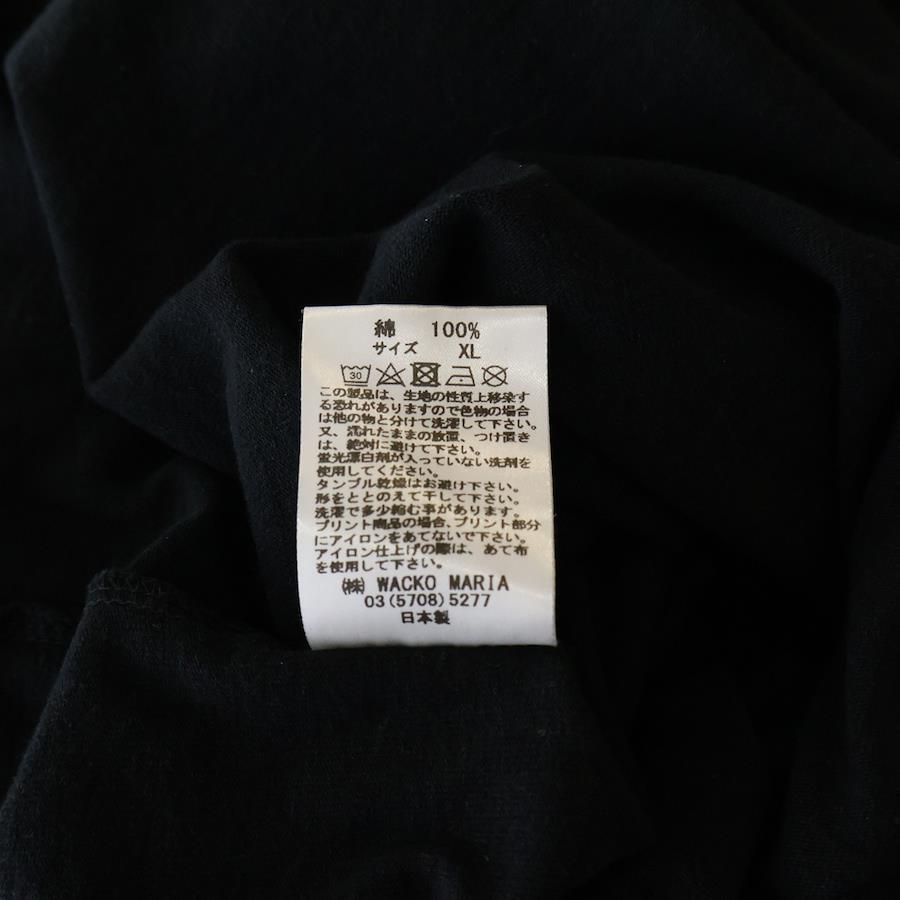 綿 100%
サイズ XL
30
この製品は、生地の性質上移染す
る恐れがありますので色物の場合
は他の物と分けて洗濯して下さい。
又、濡れたままの放置、つけ置き
は、絶対に避けて下さい。
蛍光漂白剤が入っていない洗剤を
使用してください。
タンブル乾燥はお避け下さい。
形をととのえて干して下さい。
洗濯で多少縮む事があります。
プリント商品の場合、プリント部分
にアイロンをあてないで下さい。
アイロン仕上げの際は、あて布
を使用して下さい。
㈱ WACKO MARIA
03(5708)5277
日本製